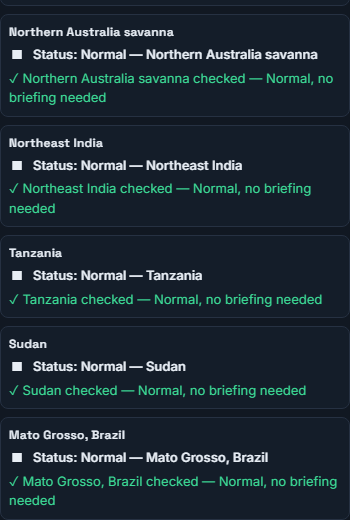 Northern Australia savanna
Status: Normal — Northern Australia savanna
✓ Northern Australia savanna checked — Normal, no
briefing needed
Northeast India
Status: Normal — Northeast India
✓ Northeast India checked — Normal, no briefing
needed
Tanzania
Status: Normal — Tanzania
✓ Tanzania checked — Normal, no briefing needed
Sudan
Status: Normal — Sudan
✓ Sudan checked — Normal, no briefing needed
Mato Grosso, Brazil
Status: Normal — Mato Grosso, Brazil
✓ Mato Grosso, Brazil checked — Normal, no briefing
needed